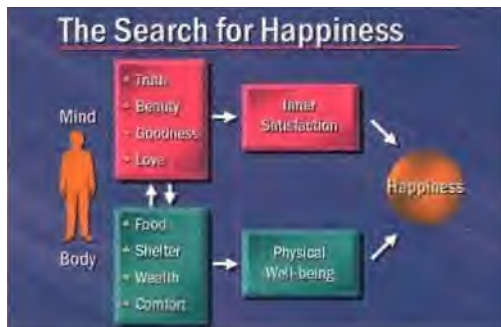 The Search for Happiness
Mind
Body
• Truth
• Beauty
• Goodness
• Love
Inner
Satisfaction
• Food
• Shelter
• Wealth
• Comfort
Physical
Well-being
Happiness